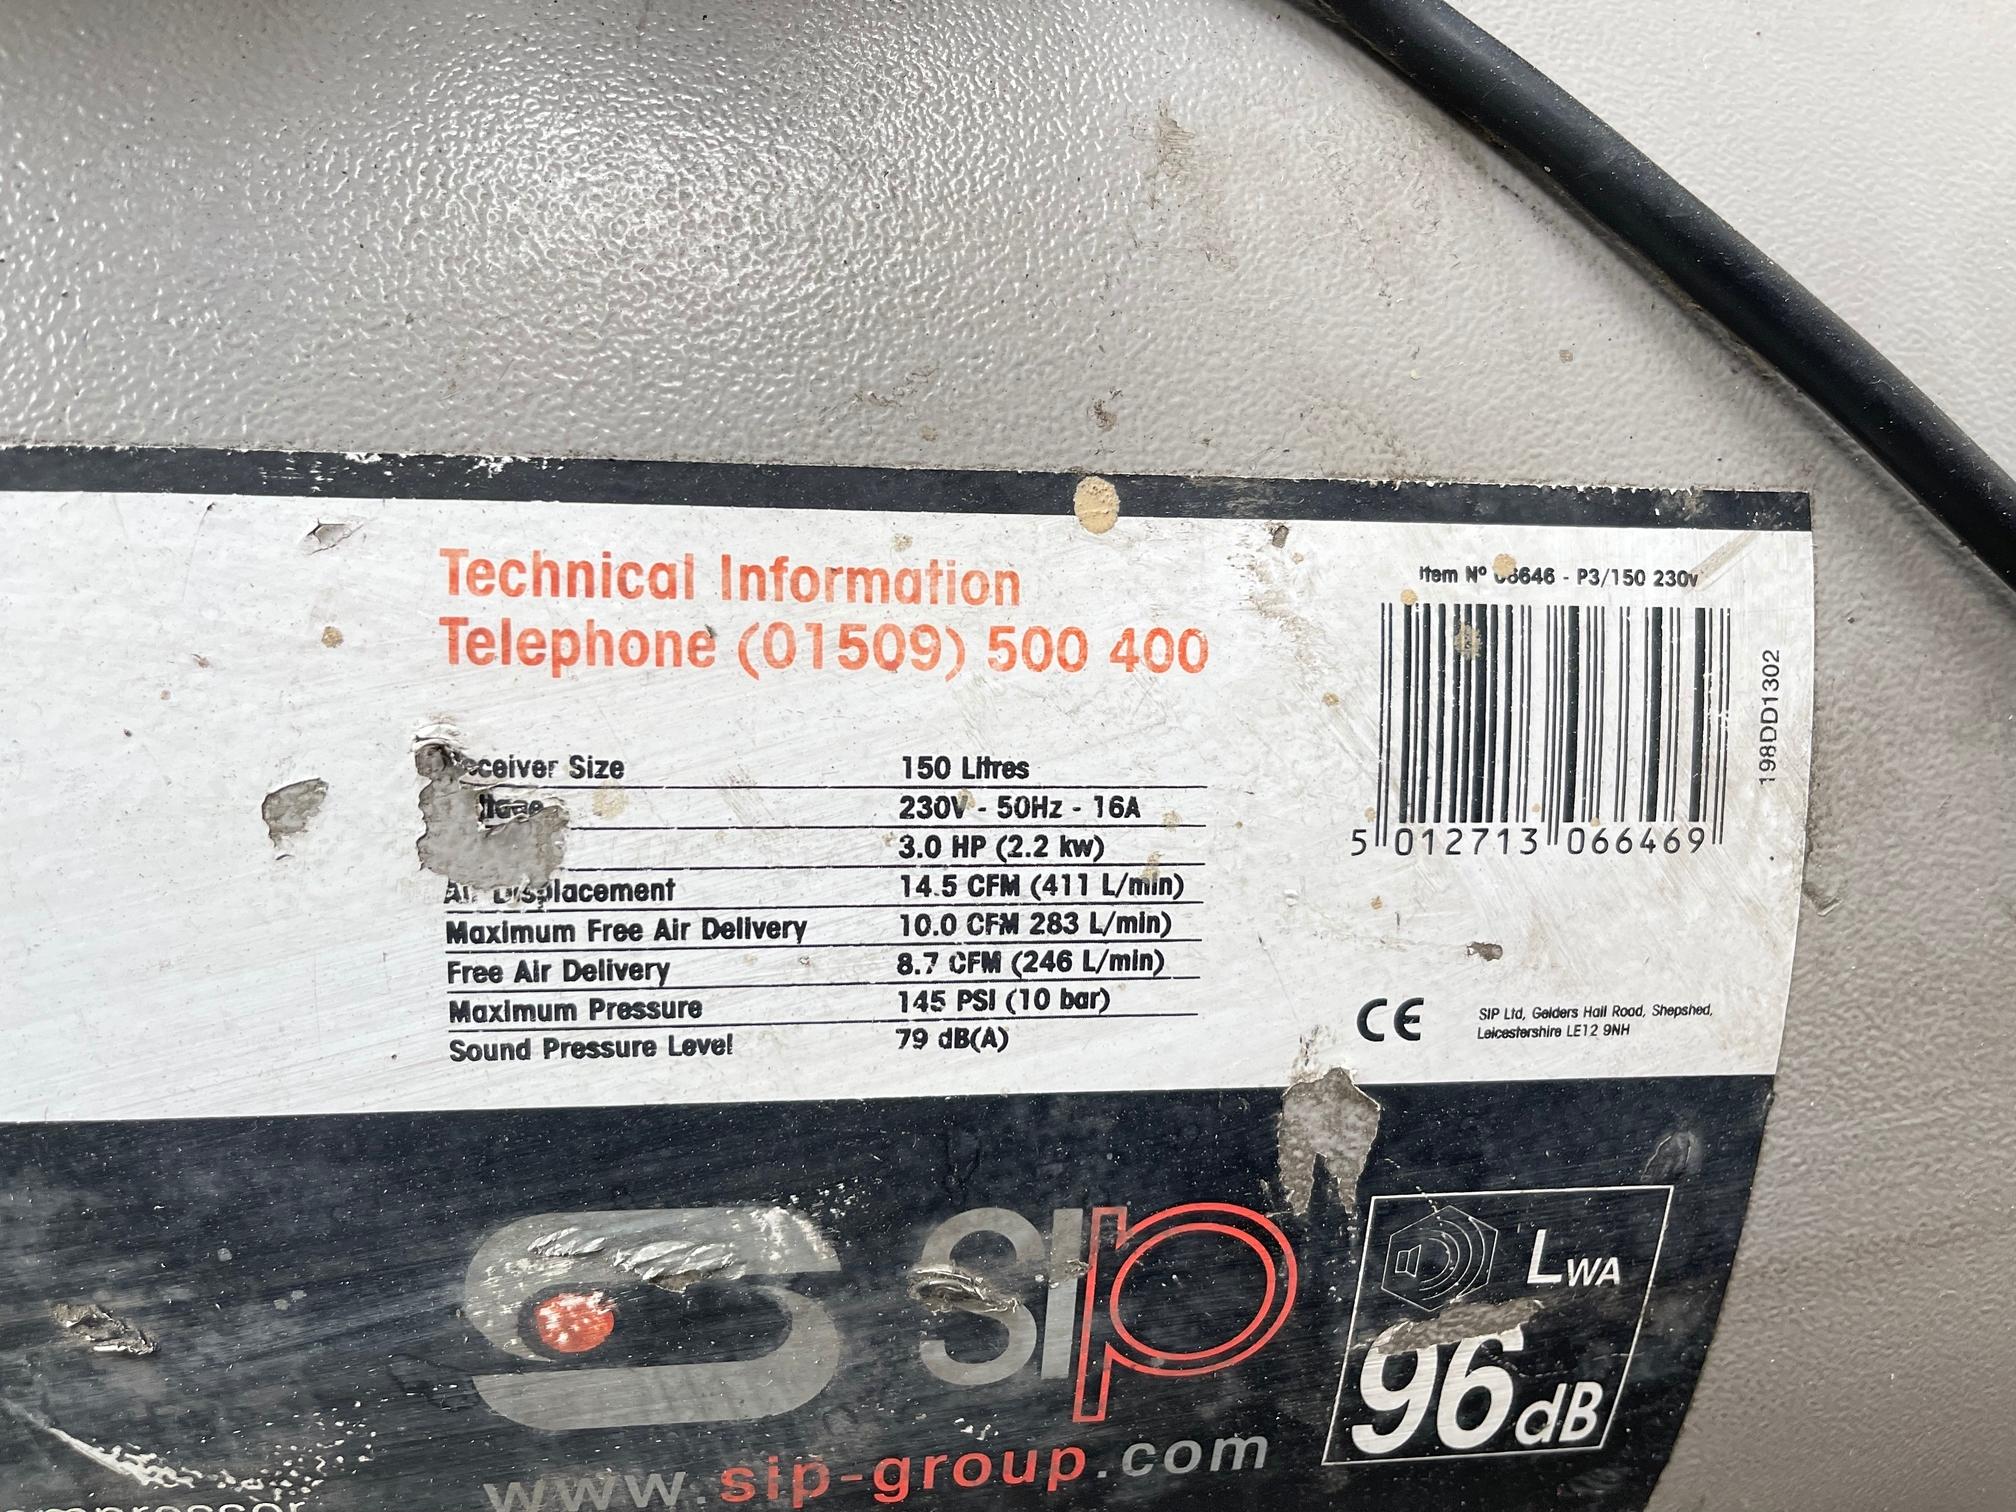 Technical Information
Telephone (01509) 500 400
Size 150 Litres
230V - 50Hz - 16A
3.0 HP (2.2 kw)
14.5 CFM (411 L/min)
Maximum Free Air Delivery 10.0 CFM 283 L/min)
Free Air Delivery 8.7 CFM (246 L/min)
Maximum Pressure 145 PSI (10 bar)
Sound Pressure Level 79 dB(A)
Item Nº - P3/150 230v
5 012713 066469
198DD1302
CE
SIP Ltd, Gelders Hall Road, Shepshed,
Leicestershire LE12 9NH
sip
www.sip-group.com
LWA
96 dB